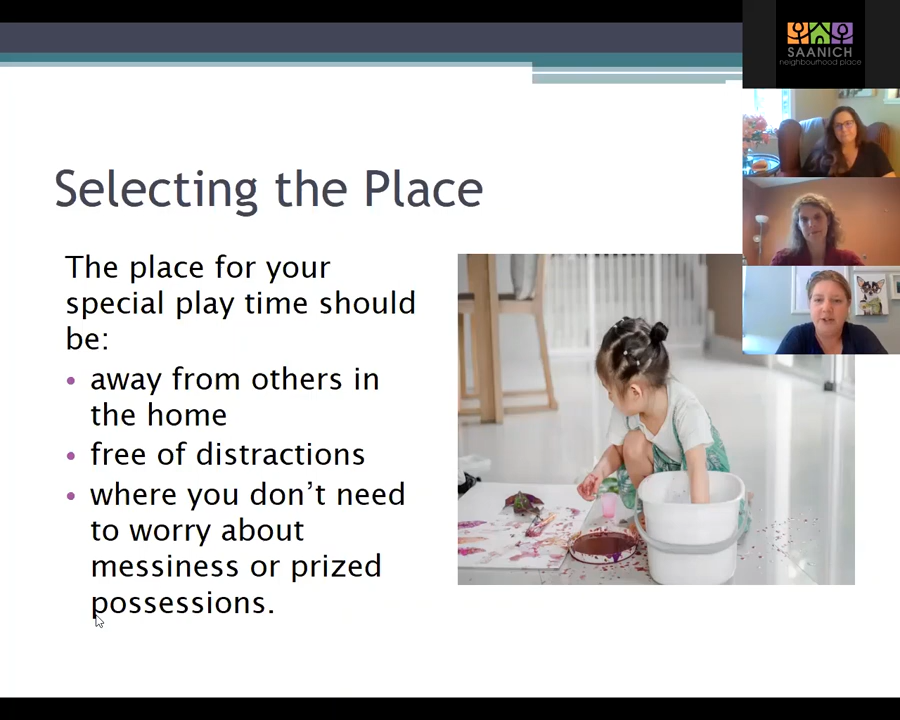 SAANICH
neighbourhood place
Selecting the Place
The place for your
special play time should
be:
• away from others in
the home
• free of distractions
• where you don’t need
to worry about
messiness or prized
possessions.